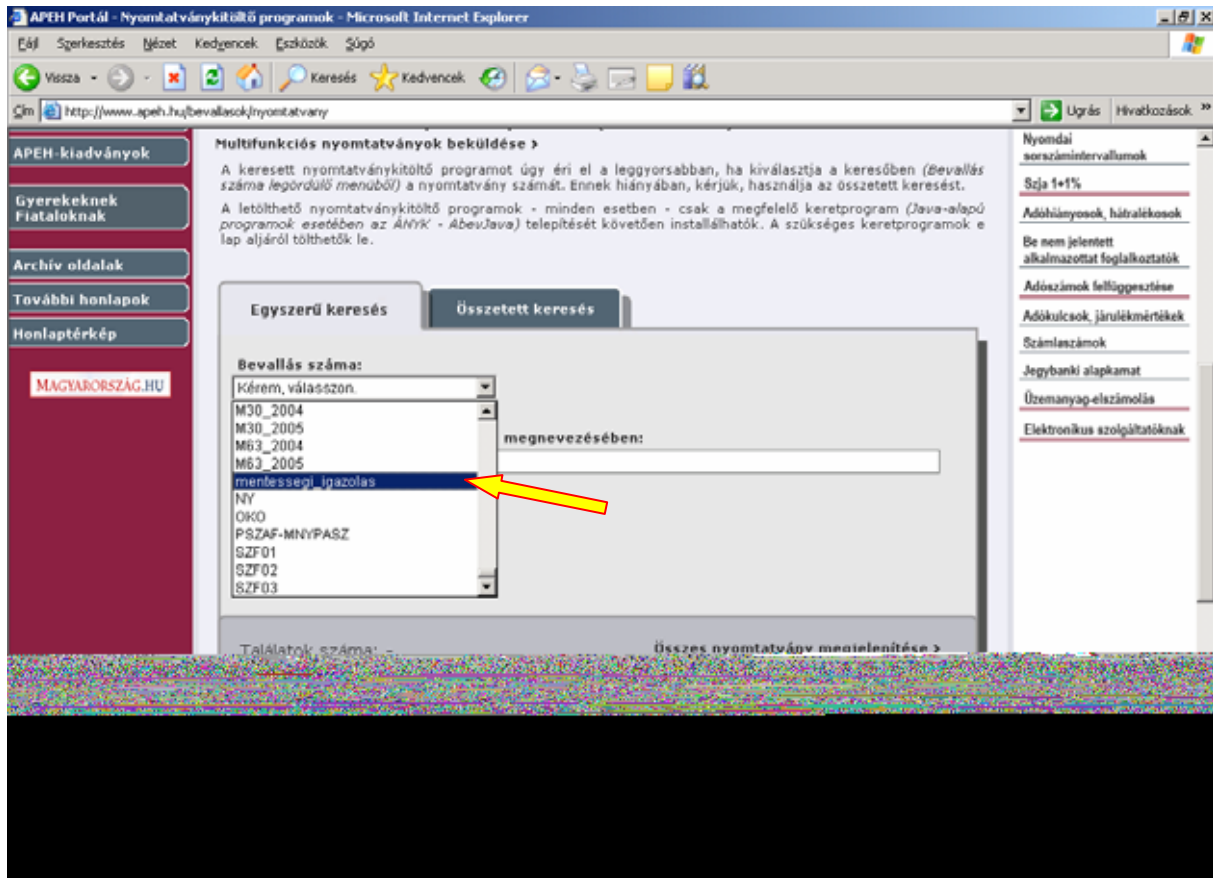 APEH Portál - Nyomtatványkitöltő programok - Microsoft Internet Explorer
Fájl Szerkesztés Nézet Kedvencek Eszközök Súgó
Vissza Keresés Kedvencek
Cím http://www.apeh.hu/bevallasok/nyomtatvany Ugrás Hivatkozások »
APEH-kiadványok
Gyerekeknek
Fiataloknak
Archív oldalak
További honlapok
Honlaptérkép
MAGYARORSZÁG.HU
Multifunkciós nyomtatványok beküldése >
A keresett nyomtatványkitöltő programot úgy éri el a leggyorsabban, ha kiválasztja a keresőben (Bevallás
száma legördülő menüből) a nyomtatvány számát. Ennek hiányában, kérjük, használja az összetett keresést.
A letölthető nyomtatványkitöltő programok - minden esetben - csak a megfelelő keretprogram (Java-alapú
programok esetében az ÁNYK - AbevJava) telepítését követően installálhatók. A szükséges keretprogramok e
lap aljáról tölthetők le.
Egyszerű keresés Összetett keresés
Bevallás száma:
Kérem, válasszon.
M30_2004
M30_2005
M63_2004
megnevezésében:
M63_2005
mentessegi_igazolas
NY
OKO
PSZAF-MNYPASZ
SZF01
SZF02
SZF03
Találatok száma: -
Összes nyomtatvány megjelenítése >
Nyomdai
sorszámintervallumok
Szja 1+1%
Adóhiányosok, hátralékosok
Be nem jelentett
alkalmazottat foglalkoztatók
Adószámok felfüggesztése
Adókulcsok, járulékmértékek
Számlaszámok
Jegybanki alapkamat
Üzemanyag-elszámolás
Elektronikus szolgáltatóknak